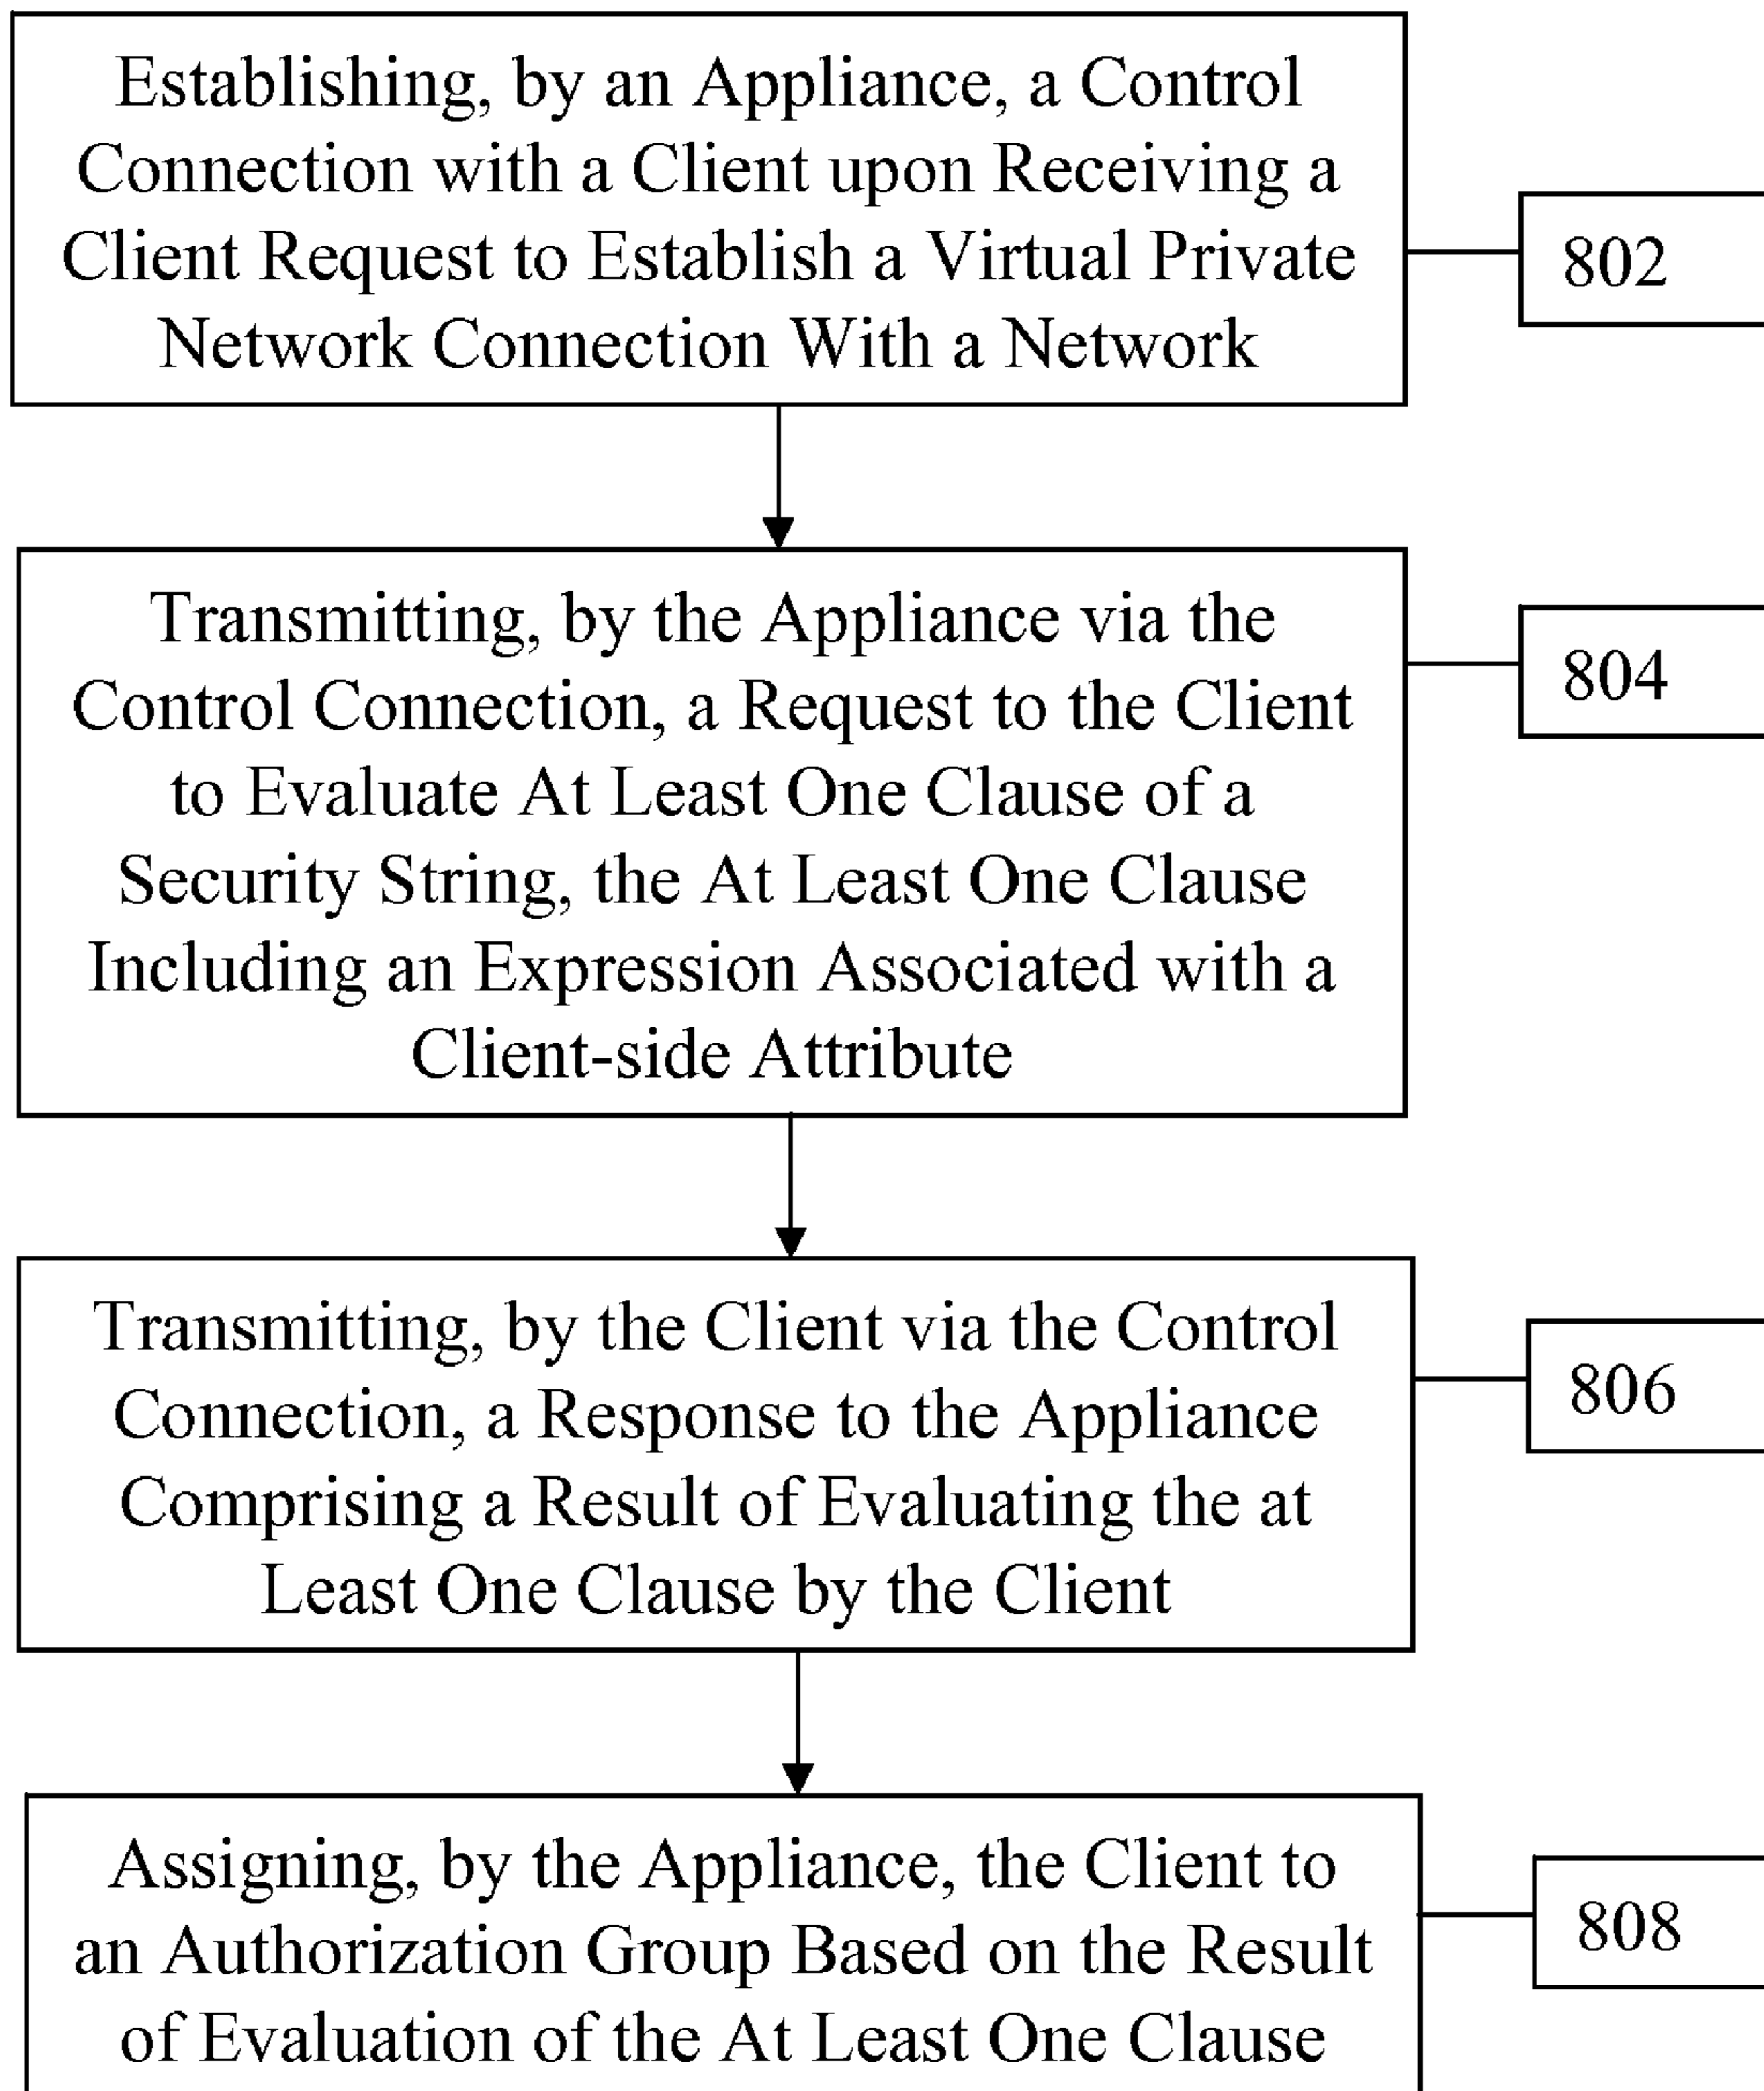 Establishing, by an Appliance, a Control
Connection with a Client upon Receiving a
Client Request to Establish a Virtual Private
Network Connection With a Network
802
Transmitting, by the Appliance via the
Control Connection, a Request to the Client
to Evaluate At Least One Clause of a
Security String, the At Least One Clause
Including an Expression Associated with a
Client-side Attribute
804
Transmitting, by the Client via the Control
Connection, a Response to the Appliance
Comprising a Result of Evaluating the at
Least One Clause by the Client
806
Assigning, by the Appliance, the Client to
an Authorization Group Based on the Result
of Evaluation of the At Least One Clause
808